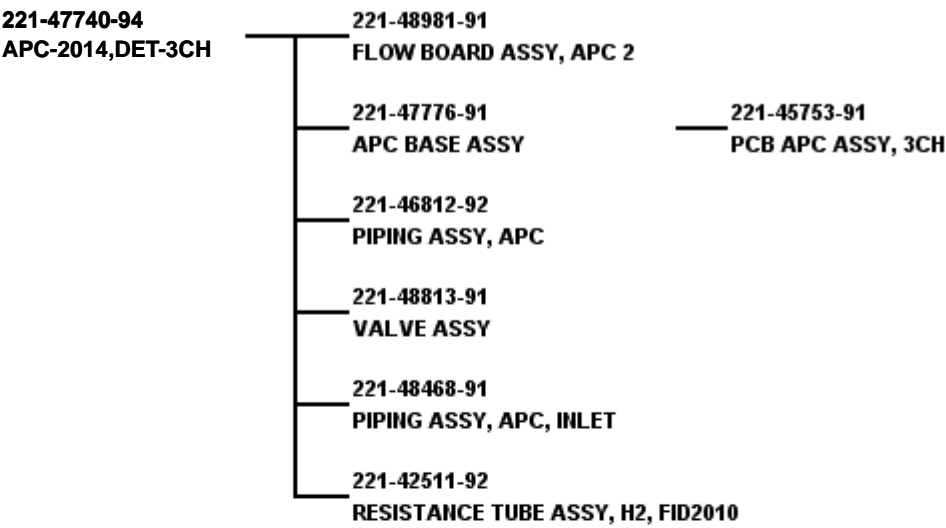 221-47740-94
APC-2014,DET-3CH
221-48981-91
FLOW BOARD ASSY, APC 2
221-47776-91
APC BASE ASSY
221-45753-91
PCB APC ASSY, 3CH
221-46812-92
PIPING ASSY, APC
221-48813-91
VALVE ASSY
221-48468-91
PIPING ASSY, APC, INLET
221-42511-92
RESISTANCE TUBE ASSY, H2, FID2010